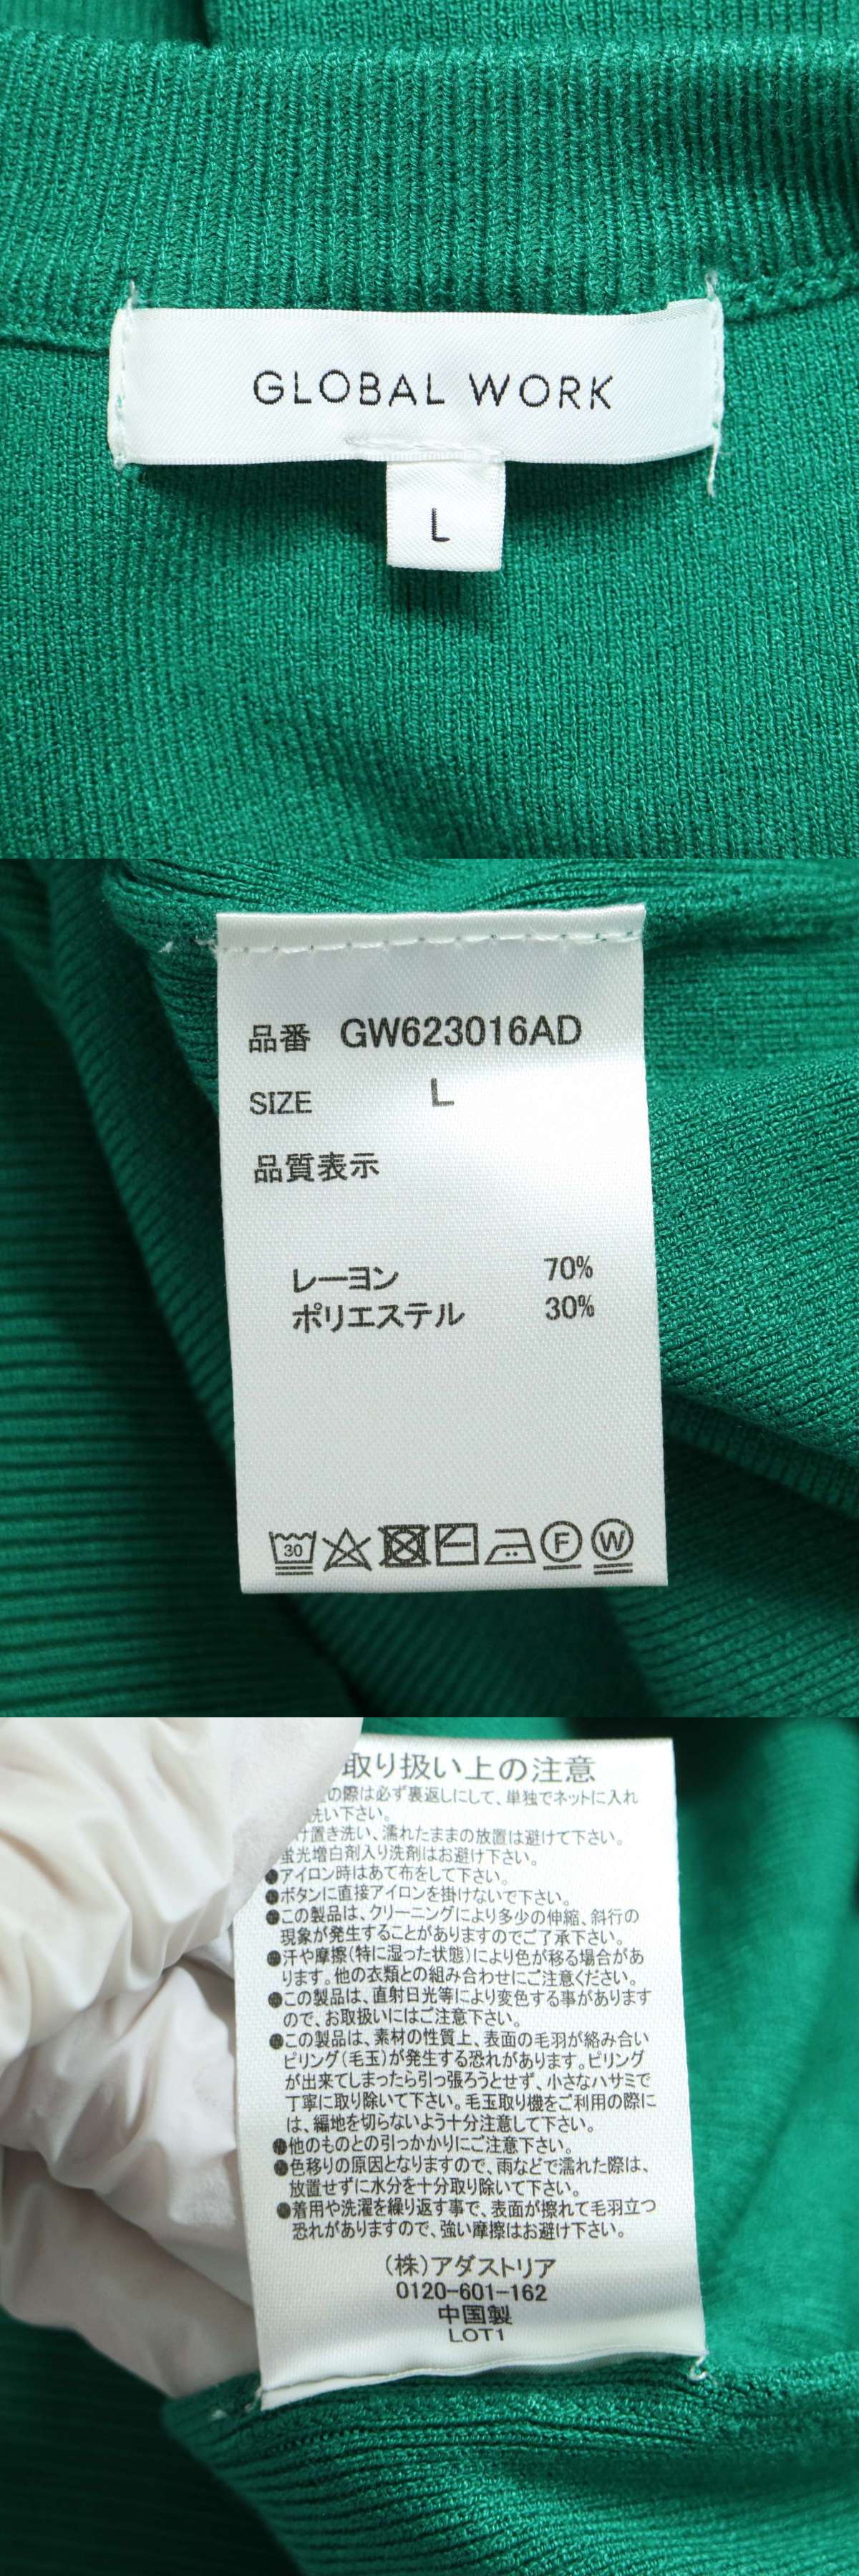 GLOBAL WORK
L
品番 GW623016AD
SIZE L
品質表示
レーヨン 70%
ポリエステル 30%
30
F W
取り扱い上の注意
の際は必ず裏返しにして、単独でネットに入れ
洗い下さい。
け置き洗い、濡れたままの放置は避けて下さい。
蛍光増白剤入り洗剤はお避け下さい。
●アイロン時はあて布をして下さい。
●ボタンに直接アイロンを掛けないで下さい。
●この製品は、クリーニングにより多少の伸縮、斜行の
現象が発生することがありますのでご了承下さい。
●汗や摩擦(特に湿った状態)により色が移る場合があ
ります。他の衣類との組み合わせにご注意ください。
●この製品は、直射日光等により変色する事があります
ので、お取扱いにはご注意下さい。
●この製品は、素材の性質上、表面の毛羽が絡み合い
ピリング(毛玉)が発生する恐れがあります。ピリング
が出来てしまったら引っ張ろうとせず、小さなハサミで
丁寧に取り除いて下さい。毛玉取り機をご利用の際に
は、編地を切らないよう十分注意して下さい。
●他のものとの引っかかりにご注意下さい。
●色移りの原因となりますので、雨などで濡れた際は、
放置せずに水分を十分取り除いて下さい。
●着用や洗濯を繰り返す事で、表面が擦れて毛羽立つ
恐れがありますので、強い摩擦はお避け下さい。
(株)アダストリア
0120-601-162
中国製
LOT1